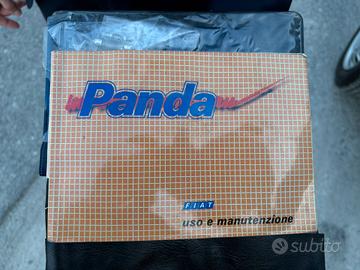 Panda
FIAT
uso e manutenzione
subito